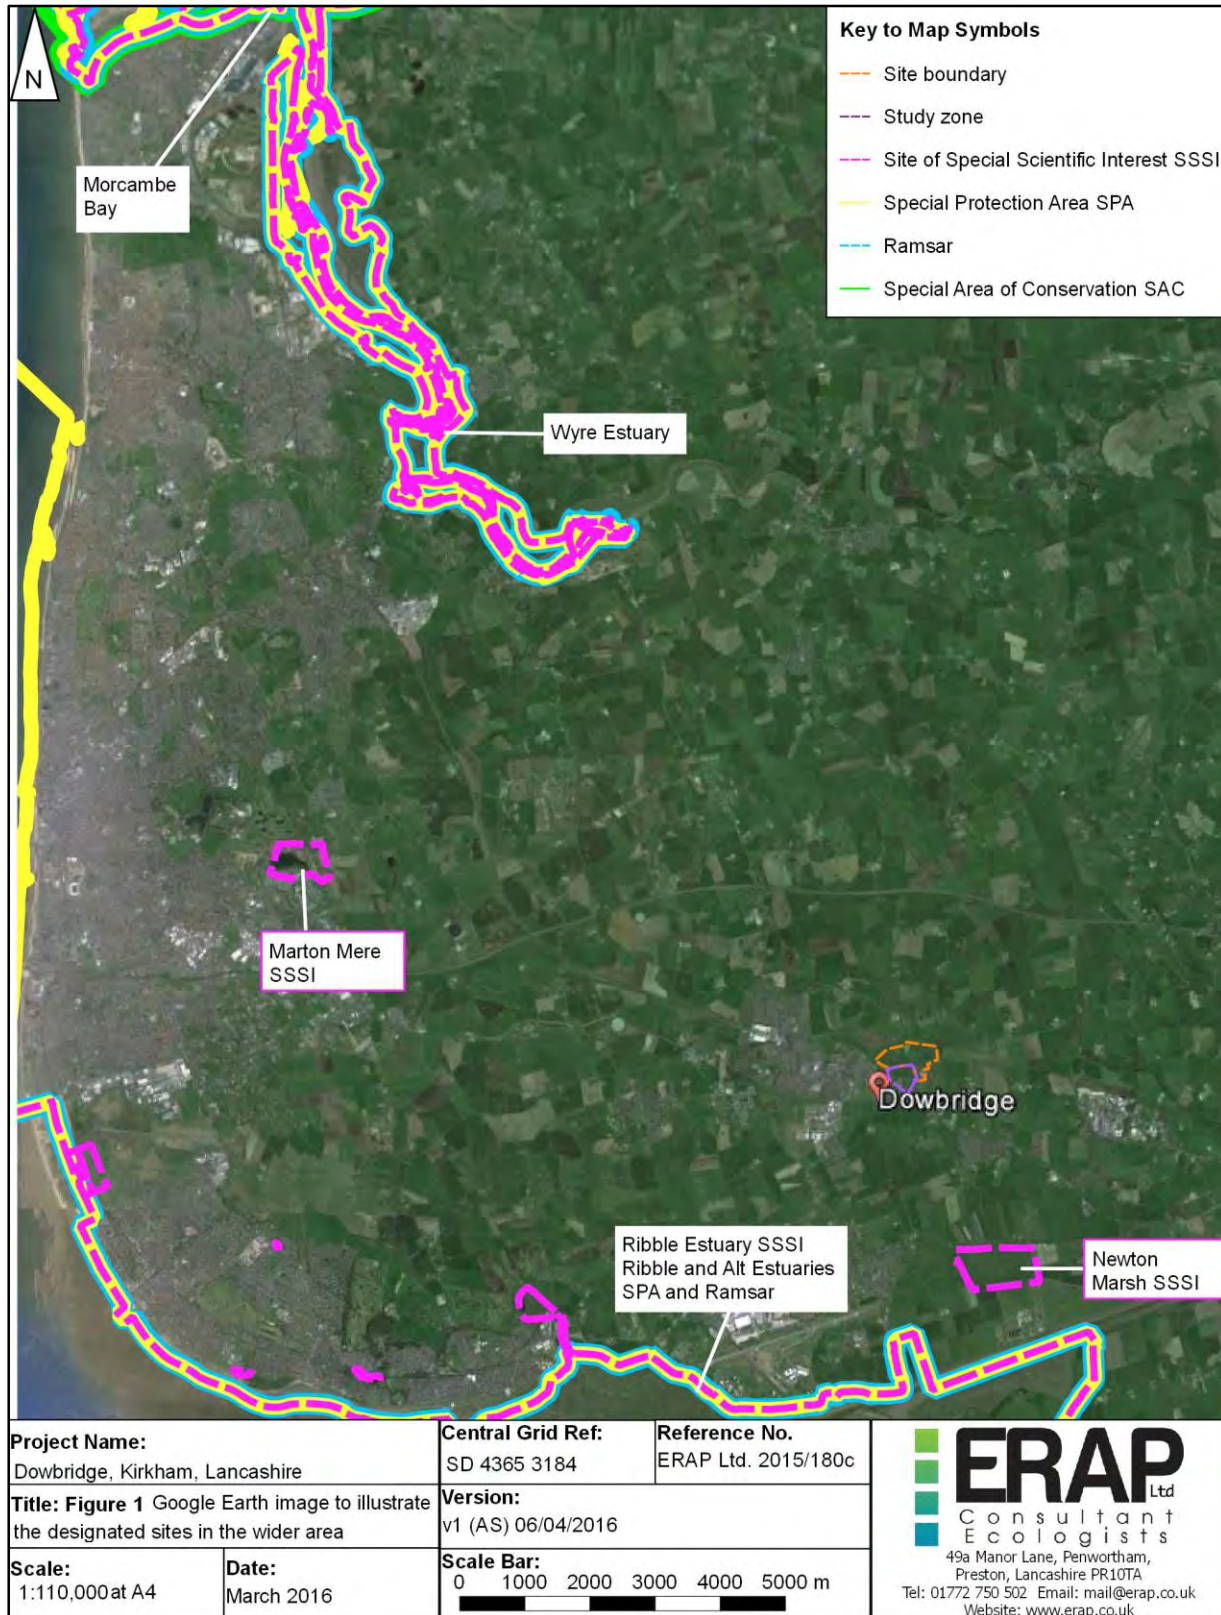 N
Key to Map Symbols
Site boundary
Study zone
Site of Special Scientific Interest SSSI
Special Protection Area SPA
Ramsar
Special Area of Conservation SAC
Morcambe
Bay
Wyre Estuary
Marton Mere
SSSI
Dowbridge
Ribble Estuary SSSI
Ribble and Alt Estuaries
SPA and Ramsar
Newton
Marsh SSSI
Project Name:
Dowbridge, Kirkham, Lancashire
Title: Figure 1 Google Earth image to illustrate
the designated sites in the wider area
Scale:
1:110,000 at A4
Date:
March 2016
Central Grid Ref:
SD 4365 3184
Reference No.
ERAP Ltd. 2015/180c
Version:
v1 (AS) 06/04/2016
Scale Bar:
0 1000 2000 3000 4000 5000 m
ERAP Ltd
Consultant
Ecologists
49a Manor Lane, Penwortham,
Preston, Lancashire PR10TA
Tel: 01772 750 502 Email: mail@erap.co.uk
Website: www.erap.co.uk